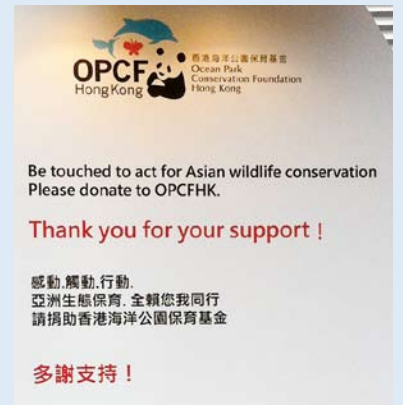 OPCF
Hong Kong
香港海洋公園保育基金
Ocean Park
Conservation Foundation
Hong Kong
Be touched to act for Asian wildlife conservation
Please donate to OPCFHK.
Thank you for your support !
感動.觸動.行動.
亞洲生態保育. 全賴您我同行
請捐助香港海洋公園保育基金
多謝支持！